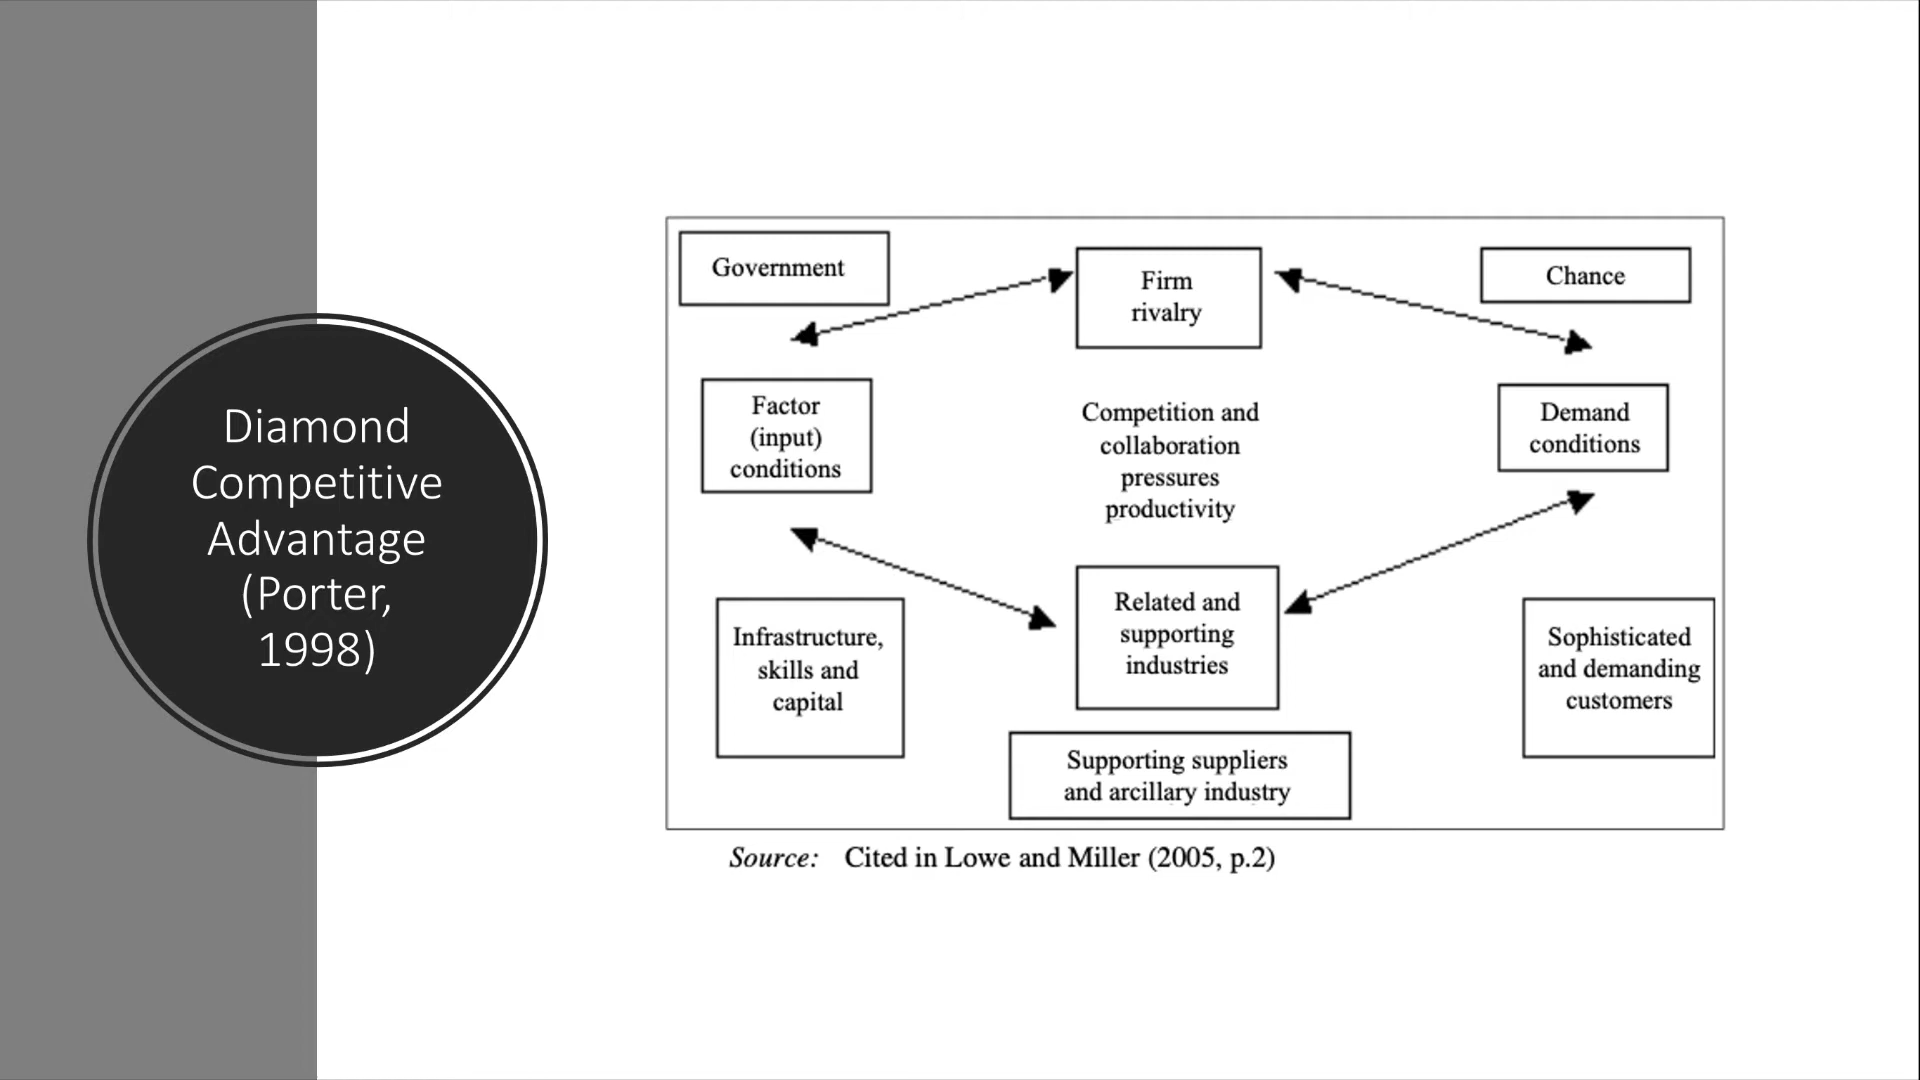 Diamond
Competitive
Advantage
(Porter,
1998)
Government
Firm
rivalry
Chance
Factor
(input)
conditions
Competition and
collaboration
pressures
productivity
Demand
conditions
Infrastructure,
skills and
capital
Related and
supporting
industries
Sophisticated
and demanding
customers
Supporting suppliers
and arcillary industry
Source: Cited in Lowe and Miller (2005, p.2)